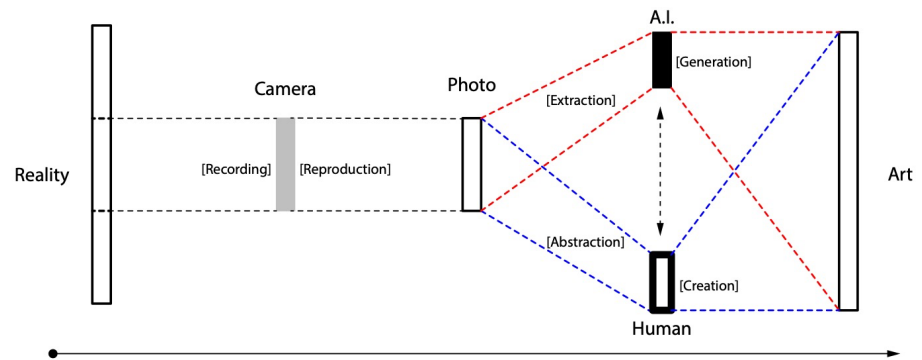 A.I.
[Generation]
Camera
Photo
[Extraction]
Reality
[Recording]
[Reproduction]
Art
[Abstraction]
[Creation]
Human